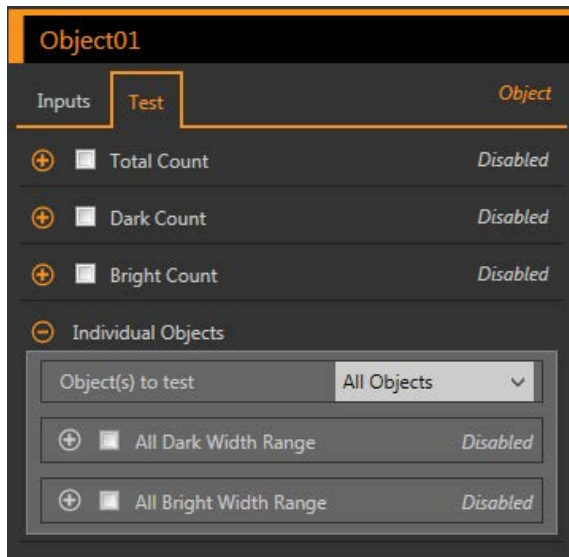 Object01
Inputs Test Object
Total Count Disabled
Dark Count Disabled
Bright Count Disabled
Individual Objects
Object(s) to test All Objects
All Dark Width Range Disabled
All Bright Width Range Disabled